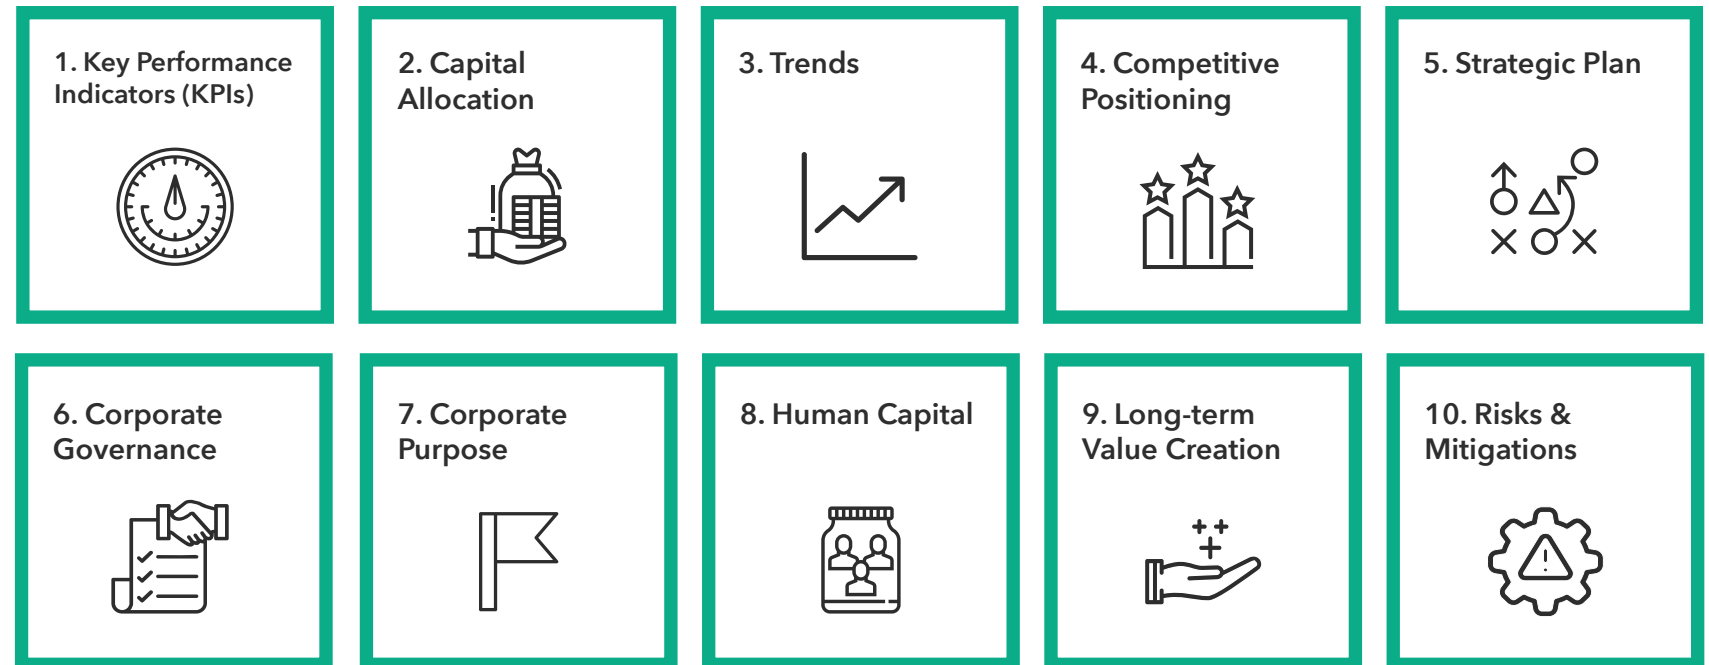 1. Key Performance
Indicators (KPIs)
2. Capital
Allocation
3. Trends
4. Competitive
Positioning
5. Strategic Plan
6. Corporate
Governance
7. Corporate
Purpose
8. Human Capital
9. Long-term
Value Creation
10. Risks &
Mitigations